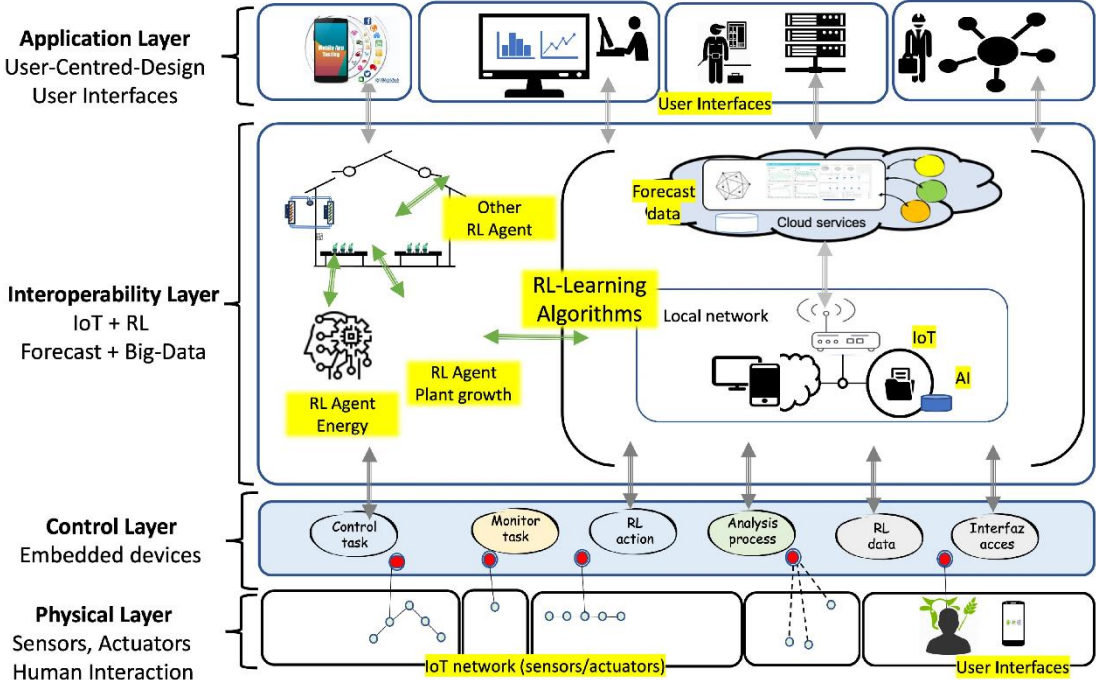 Application Layer
User-Centred-Design
User Interfaces
Mobile App
Testing
User Interfaces
Interoperability Layer
IoT + RL
Forecast + Big-Data
Other
RL Agent
RL Agent
Plant growth
RL Agent
Energy
RL-Learning
Algorithms
Forecast
data
Cloud services
Local network
IoT
AI
Control Layer
Embedded devices
Control
task
Monitor
task
RL
action
Analysis
process
RL
data
Interfaz
acces
Physical Layer
Sensors, Actuators
Human Interaction
IoT network (sensors/actuators)
User Interfaces